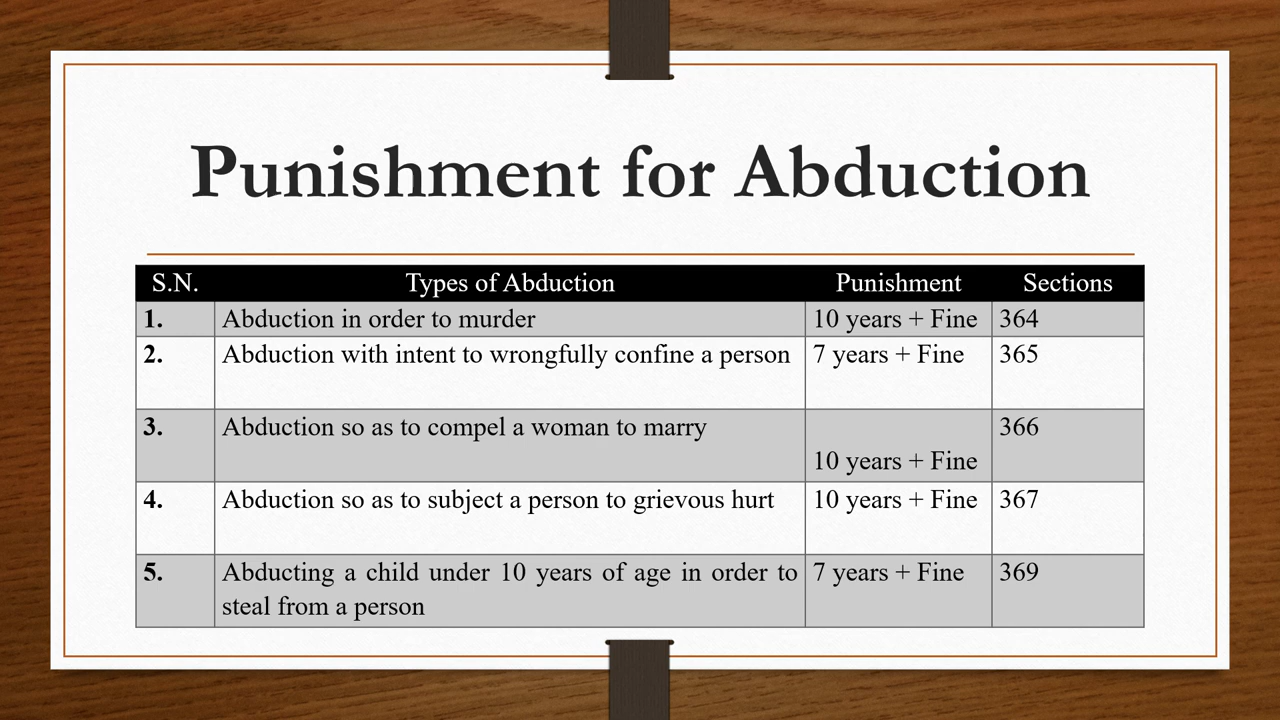 Punishment for Abduction
S.N. Types of Abduction Punishment Sections
1. Abduction in order to murder 10 years + Fine 364
2. Abduction with intent to wrongfully confine a person 7 years + Fine 365
3. Abduction so as to compel a woman to marry 366
10 years + Fine
4. Abduction so as to subject a person to grievous hurt 10 years + Fine 367
5. Abducting a child under 10 years of age in order to 7 years + Fine 369
steal from a person